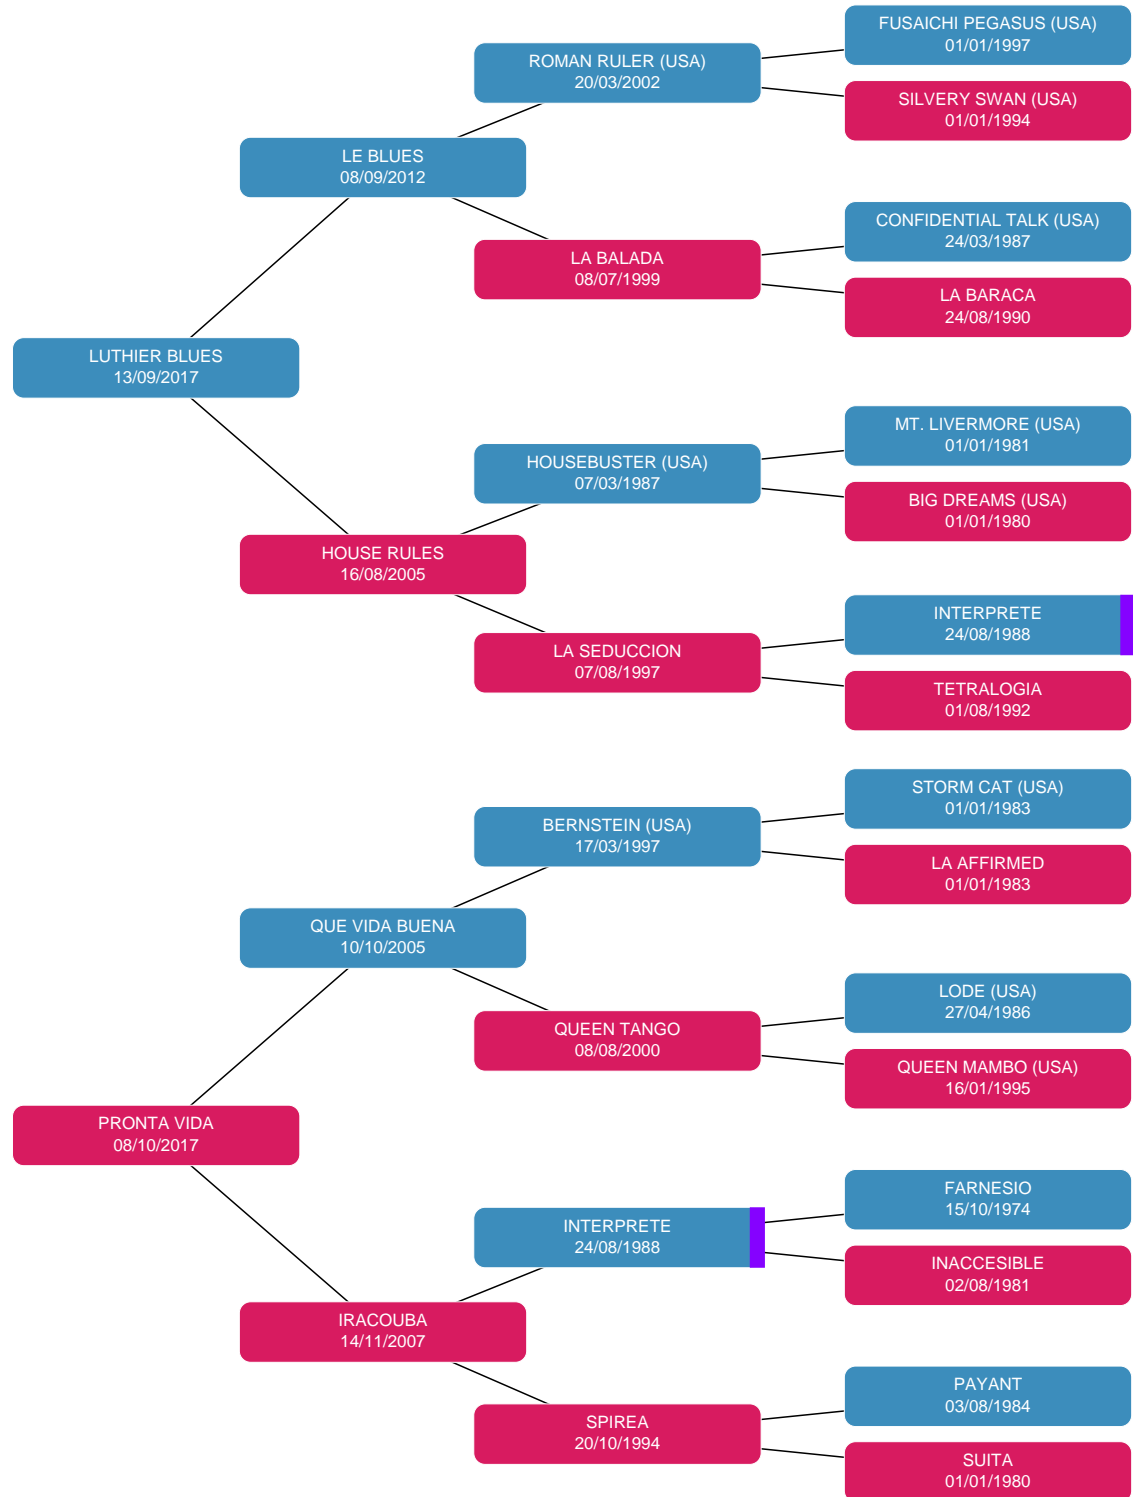 FUSAICHI PEGASUS (USA)
01/01/1997
ROMAN RULER (USA)
20/03/2002
SILVERY SWAN (USA)
01/01/1994
LE BLUES
08/09/2012
CONFIDENTIAL TALK (USA)
24/03/1987
LA BALADA
08/07/1999
LA BARACA
24/08/1990
LUTHIER BLUES
13/09/2017
MT. LIVERMORE (USA)
01/01/1981
HOUSEBUSTER (USA)
07/03/1987
BIG DREAMS (USA)
01/01/1980
HOUSE RULES
16/08/2005
INTERPRETE
24/08/1988
LA SEDUCCION
07/08/1997
TETRALOGIA
01/08/1992
STORM CAT (USA)
01/01/1983
BERNSTEIN (USA)
17/03/1997
LA AFFIRMED
01/01/1983
QUE VIDA BUENA
10/10/2005
LODE (USA)
27/04/1986
QUEEN TANGO
08/08/2000
QUEEN MAMBO (USA)
16/01/1995
PRONTA VIDA
08/10/2017
FARNESIO
15/10/1974
INTERPRETE
24/08/1988
INACCESIBLE
02/08/1981
IRACOUBA
14/11/2007
PAYANT
03/08/1984
SPIREA
20/10/1994
SUITA
01/01/1980